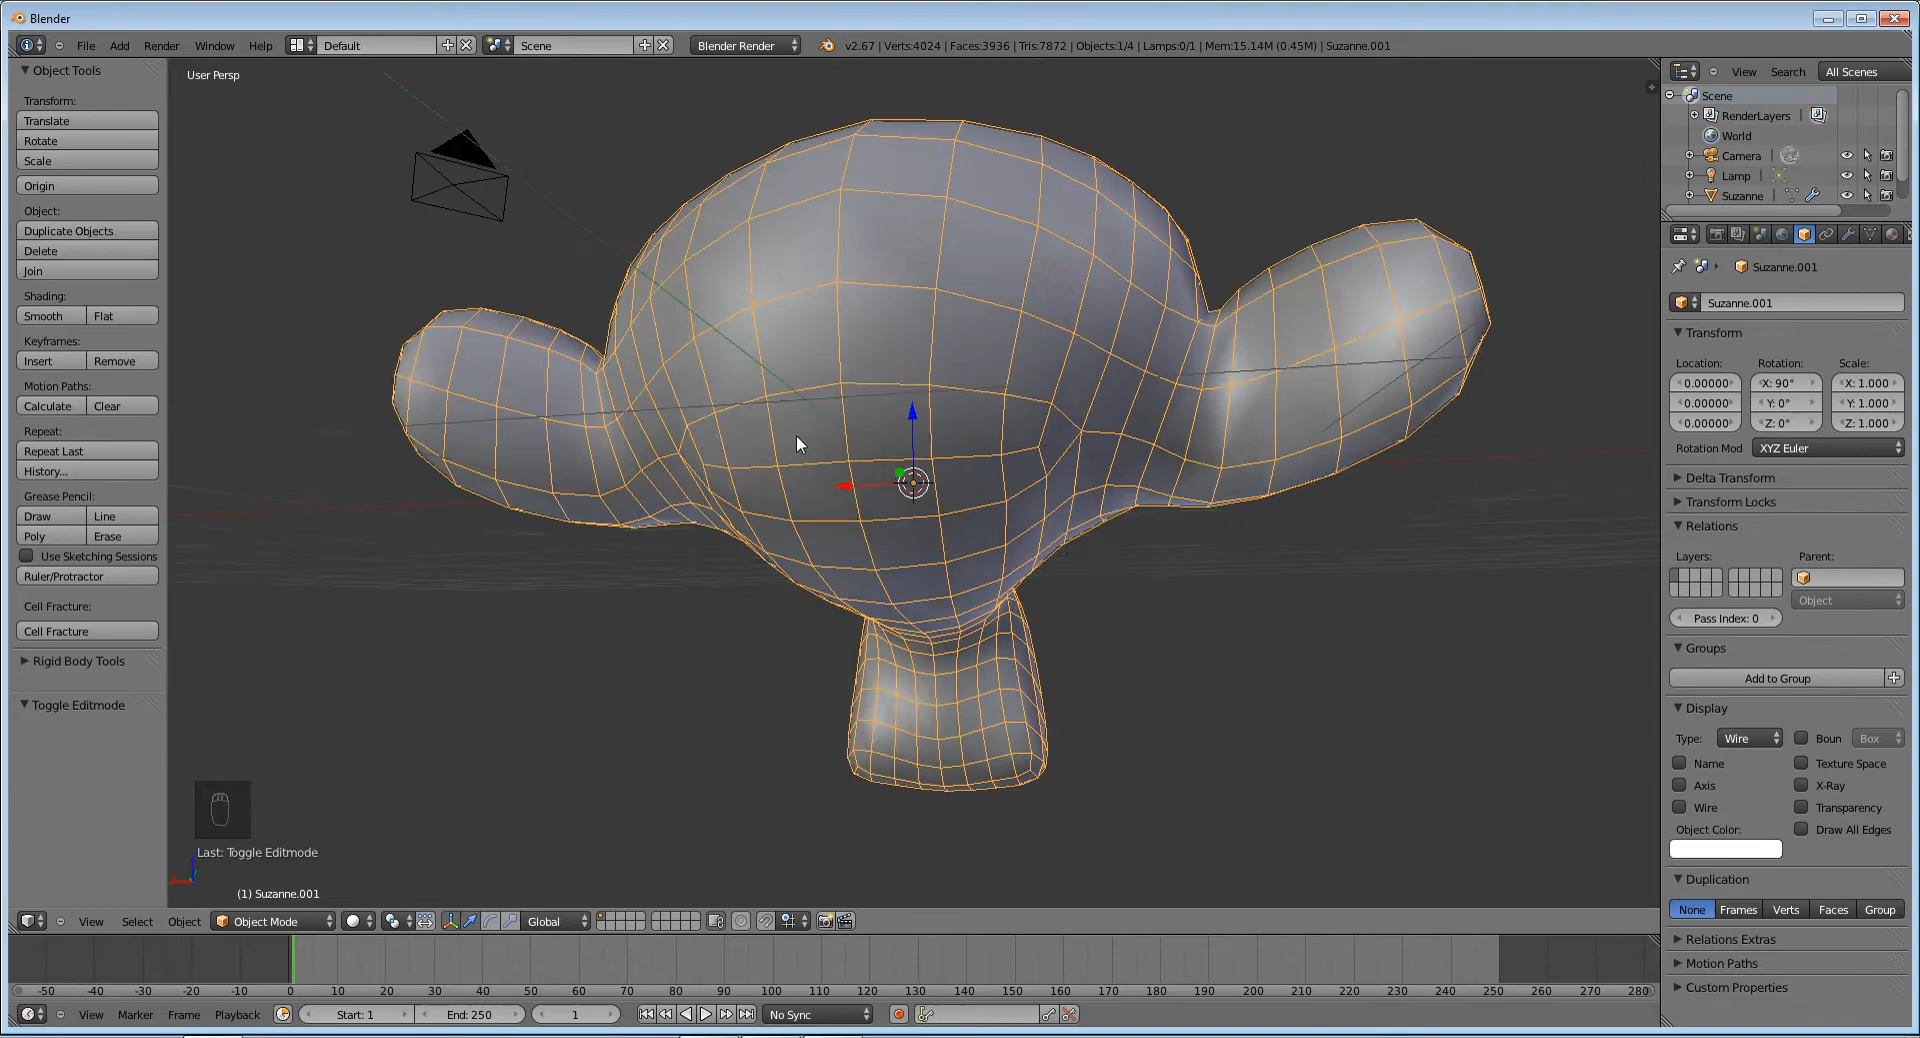 Blender
File Add Render Window Help Default Scene Blender Render v2.67 | Verts:4024 | Faces:3936 | Tris:7872 | Objects:1/4 | Lamps:0/1 | Mem:15.14M (0.45M) | Suzanne.001
Object Tools
Transform:
Translate
Rotate
Scale
Origin
Object:
Duplicate Objects
Delete
Join
Shading:
Smooth Flat
Keyframes:
Insert Remove
Motion Paths:
Calculate Clear
Repeat:
Repeat Last
History...
Grease Pencil:
Draw Line
Poly Erase
Use Sketching Sessions
Ruler/Protractor
Cell Fracture:
Cell Fracture
Rigid Body Tools
Toggle Editmode
User Persp
Last: Toggle Editmode
(1) Suzanne.001
View Select Object Object Mode Global
-50 -40 -30 -20 -10 0 10 20 30 40 50 60 70 80 90 100 110 120 130 140 150 160 170 180 190 200 210 220 230 240 250 260 270 280
View Marker Frame Playback Start: 1 End: 250 1 No Sync
View Search All Scenes
Scene
RenderLayers
World
Camera
Lamp
Suzanne
Suzanne.001
Suzanne.001
Transform
Location: Rotation: Scale:
0.00000 X: 90° X: 1.000
0.00000 Y: 0° Y: 1.000
0.00000 Z: 0° Z: 1.000
Rotation Mod XYZ Euler
Delta Transform
Transform Locks
Relations
Layers: Parent:
Object
Pass Index: 0
Groups
Add to Group
Display
Type: Wire Boun Box
Name Texture Space
Axis X-Ray
Wire Transparency
Object Color: Draw All Edges
Duplication
None Frames Verts Faces Group
Relations Extras
Motion Paths
Custom Properties